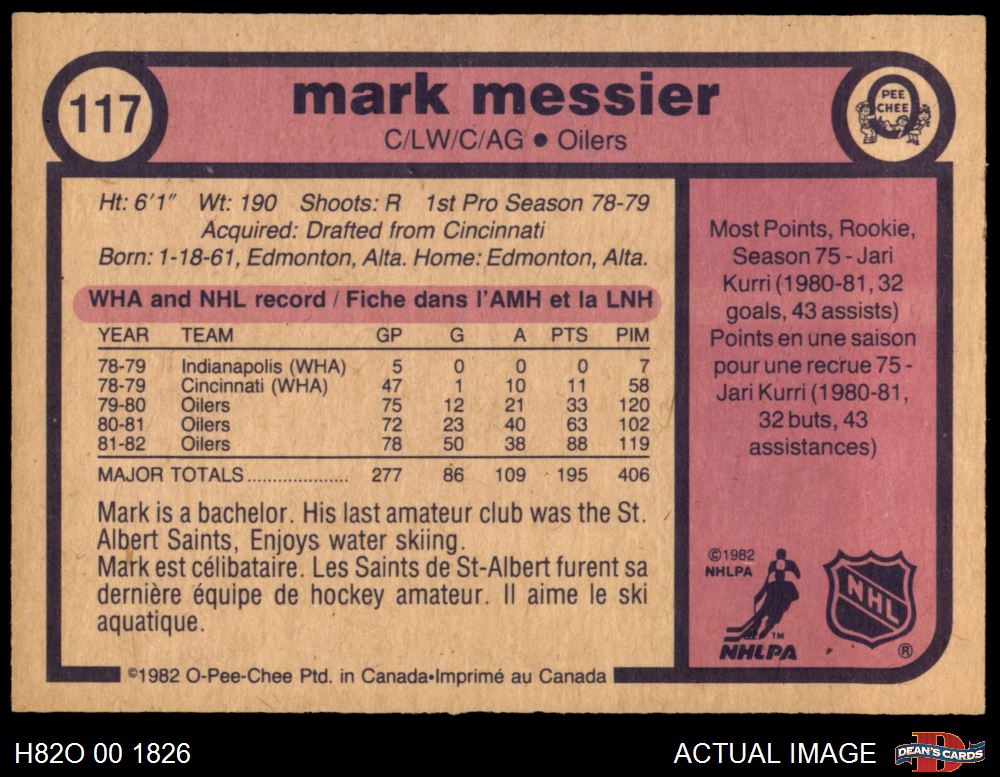 117
mark messier
C/LW/C/AG • Oilers
PEE
CHEE
Ht: 6'1" Wt: 190 Shoots: R 1st Pro Season 78-79
Acquired: Drafted from Cincinnati
Born: 1-18-61, Edmonton, Alta. Home: Edmonton, Alta.
WHA and NHL record / Fiche dans l'AMH et la LNH
YEAR TEAM GP G A PTS PIM
78-79 Indianapolis (WHA) 5 0 0 0 7
78-79 Cincinnati (WHA) 47 1 10 11 58
79-80 Oilers 75 12 21 33 120
80-81 Oilers 72 23 40 63 102
81-82 Oilers 78 50 38 88 119
MAJOR TOTALS.................... 277 86 109 195 406
Mark is a bachelor. His last amateur club was the St.
Albert Saints, Enjoys water skiing.
Mark est célibataire. Les Saints de St-Albert furent sa
dernière équipe de hockey amateur. Il aime le ski
aquatique.
©1982 O-Pee-Chee Ptd. in Canada•Imprimé au Canada
Most Points, Rookie,
Season 75 - Jari
Kurri (1980-81, 32
goals, 43 assists)
Points en une saison
pour une recrue 75 -
Jari Kurri (1980-81,
32 buts, 43
assistances)
©1982
NHLPA
TM
NHLPA
NHL
®
H82O 00 1826
ACTUAL IMAGE
D
DEAN'S CARDS